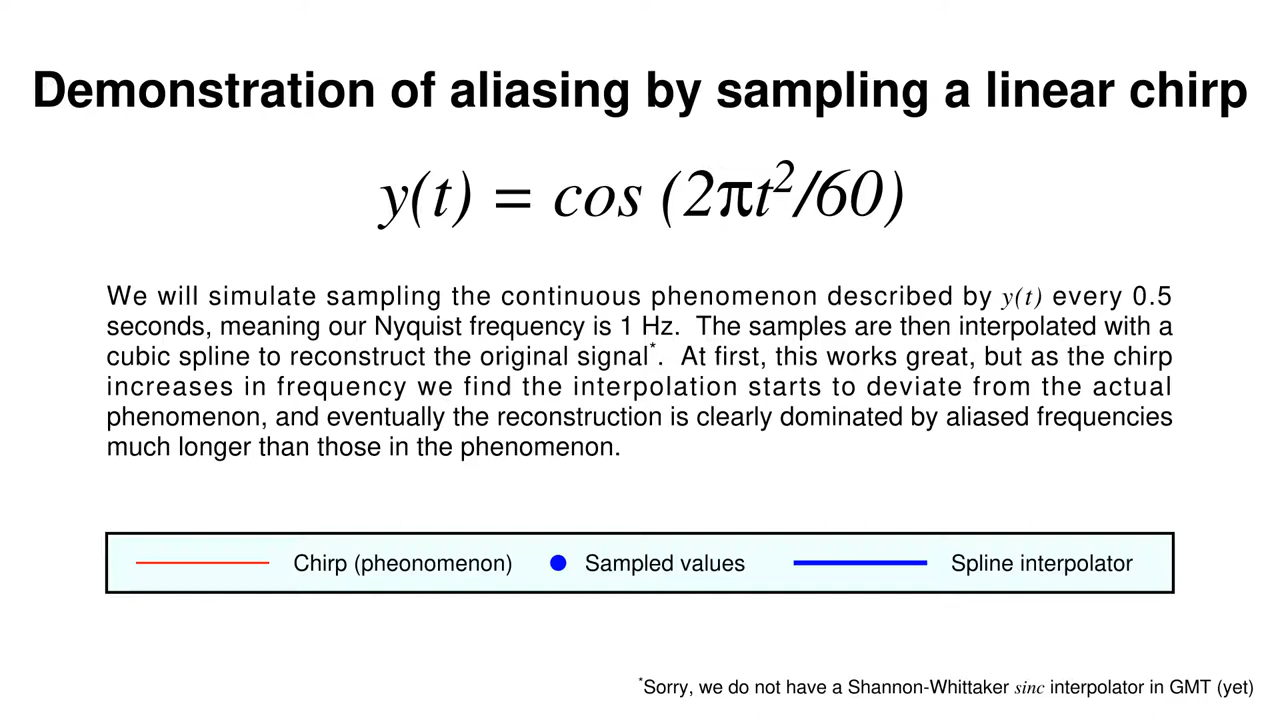 Demonstration of aliasing by sampling a linear chirp
y(t) = cos (2πt²/60)
We will simulate sampling the continuous phenomenon described by y(t) every 0.5
seconds, meaning our Nyquist frequency is 1 Hz. The samples are then interpolated with a
cubic spline to reconstruct the original signal*. At first, this works great, but as the chirp
increases in frequency we find the interpolation starts to deviate from the actual
phenomenon, and eventually the reconstruction is clearly dominated by aliased frequencies
much longer than those in the phenomenon.
Chirp (pheonomenon) Sampled values Spline interpolator
*Sorry, we do not have a Shannon-Whittaker sinc interpolator in GMT (yet)